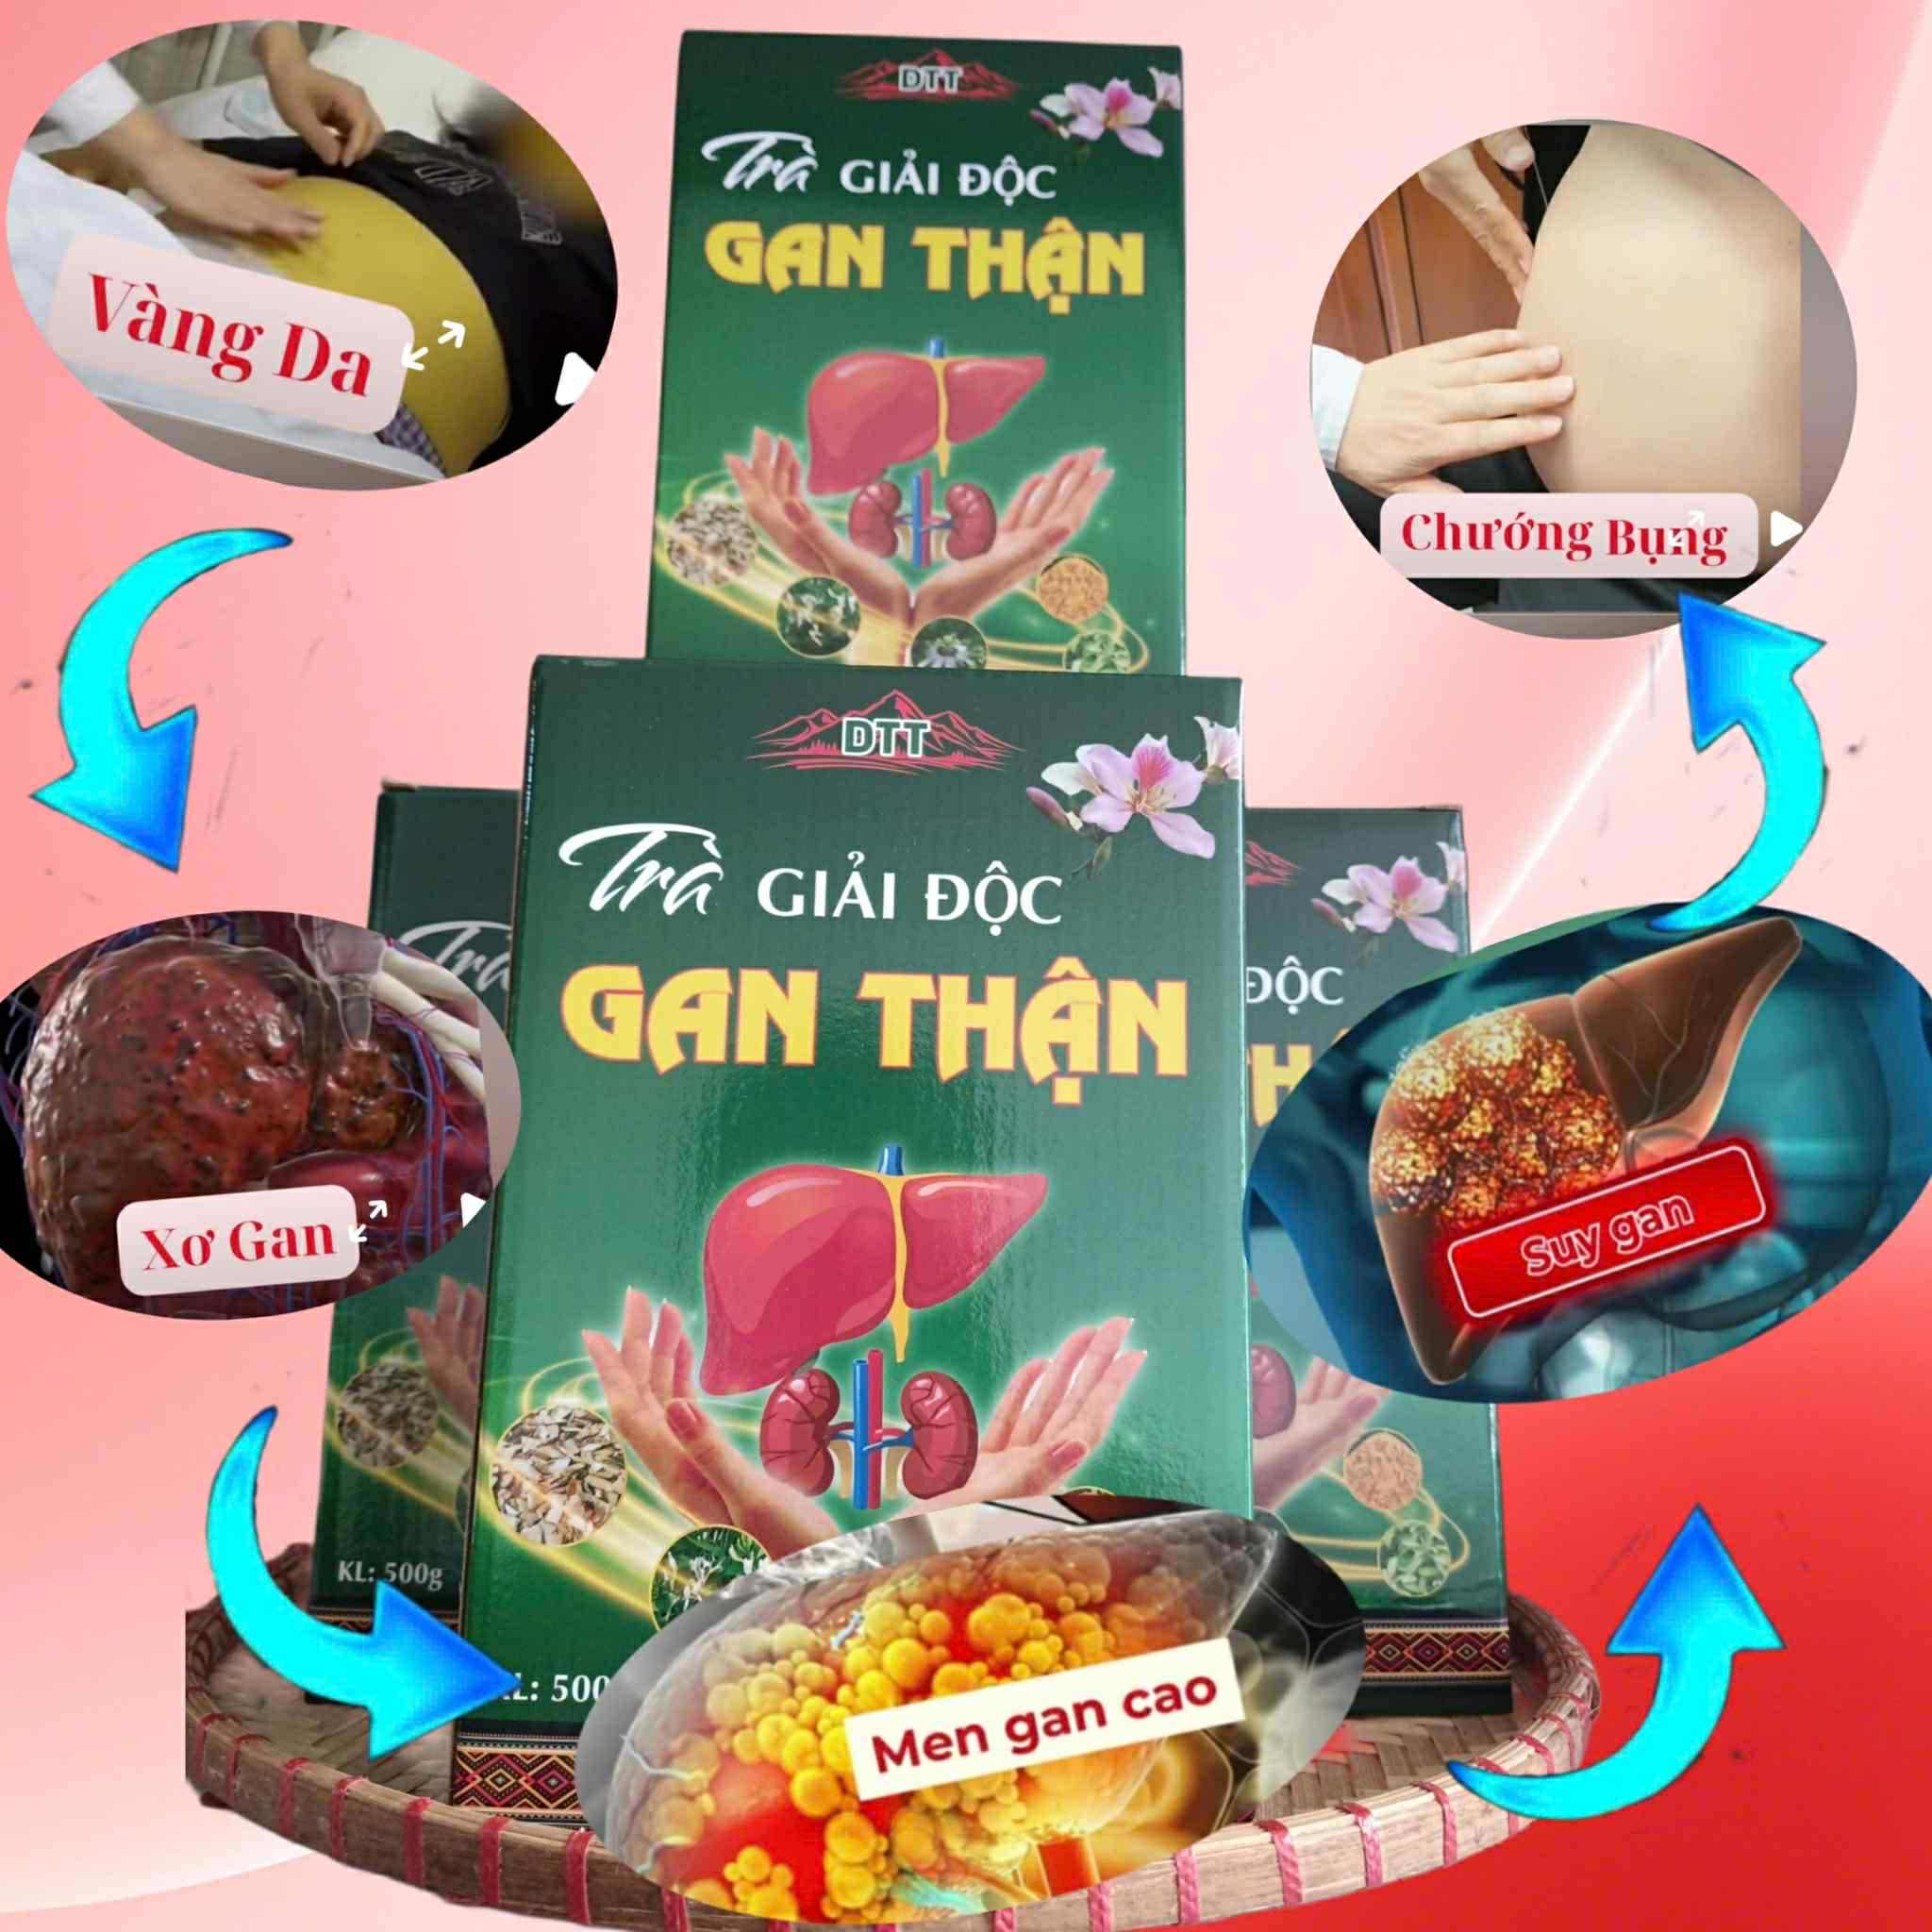 DTT
Trà GIẢI ĐỘC
GAN THẬN
Vàng Da
Chướng Bụng
DTT
Trà GIẢI ĐỘC
GAN THẬN
Trà
ĐỘC
Xơ Gan
Suy gan
KL: 500g
Men gan cao